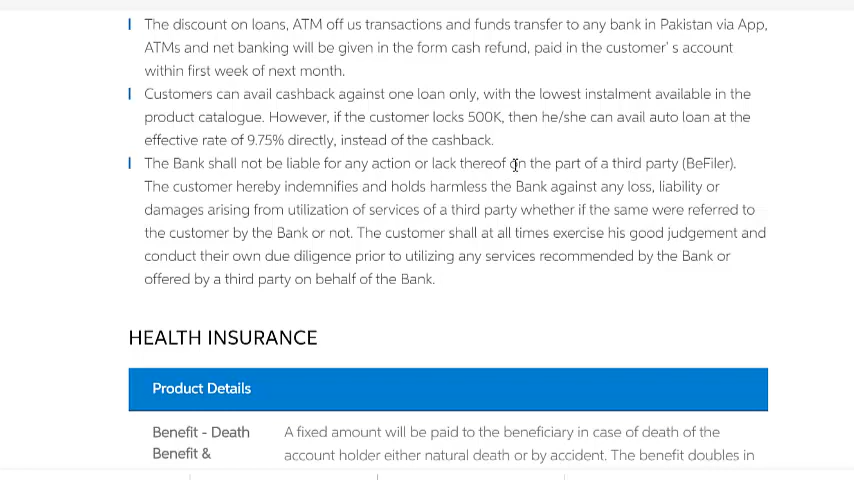 The discount on loans, ATM off us transactions and funds transfer to any bank in Pakistan via App,
ATMs and net banking will be given in the form cash refund, paid in the customer' s account
within first week of next month.
Customers can avail cashback against one loan only, with the lowest instalment available in the
product catalogue. However, if the customer locks 500K, then he/she can avail auto loan at the
effective rate of 9.75% directly, instead of the cashback.
The Bank shall not be liable for any action or lack thereof on the part of a third party (BeFiler).
The customer hereby indemnifies and holds harmless the Bank against any loss, liability or
damages arising from utilization of services of a third party whether if the same were referred to
the customer by the Bank or not. The customer shall at all times exercise his good judgement and
conduct their own due diligence prior to utilizing any services recommended by the Bank or
offered by a third party on behalf of the Bank.
HEALTH INSURANCE
Product Details
Benefit - Death A fixed amount will be paid to the beneficiary in case of death of the
Benefit & account holder either natural death or by accident. The benefit doubles in